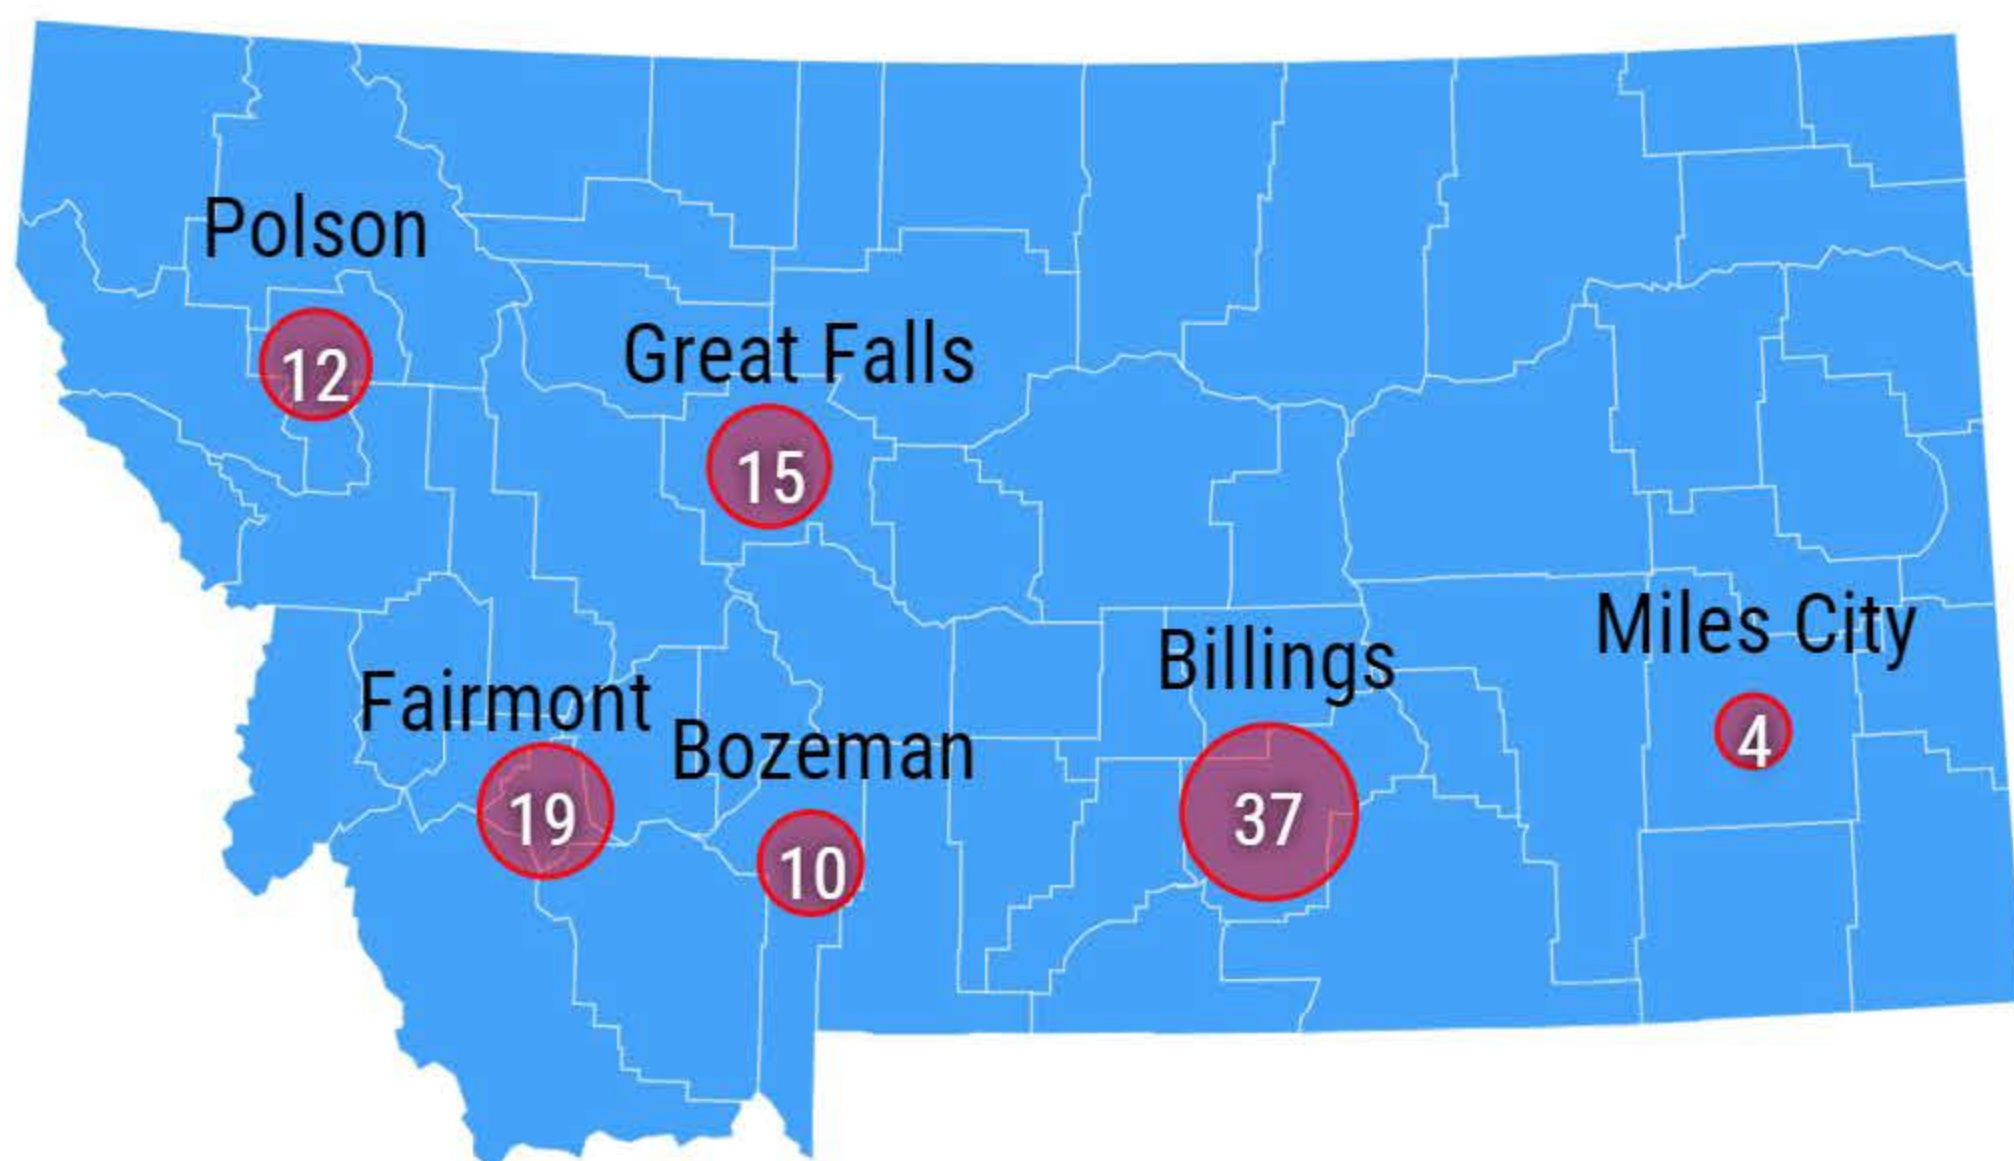 Polson
12
Great Falls
15
Miles City
4
Billings
37
Fairmont
19
Bozeman
10